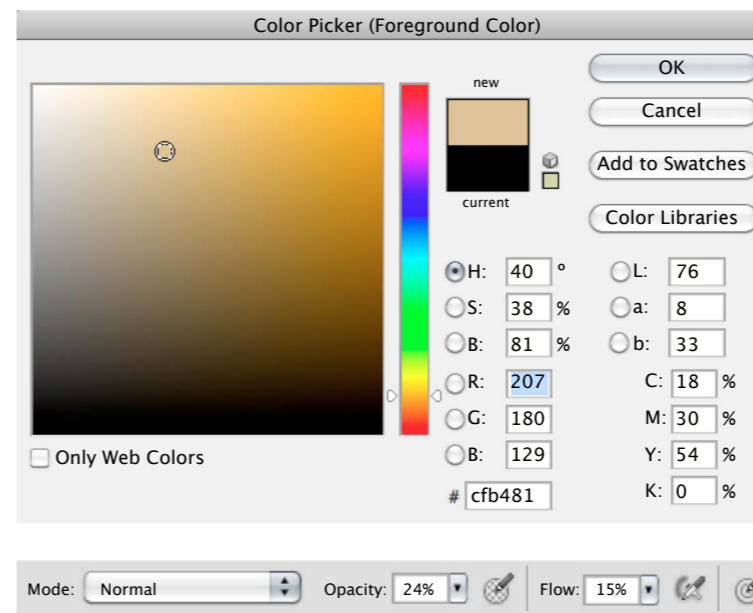 Color Picker (Foreground Color)
new
current
OK
Cancel
Add to Swatches
Color Libraries
H: 40 °
S: 38 %
B: 81 %
R: 207
G: 180
B: 129
# cfb481
L: 76
a: 8
b: 33
C: 18 %
M: 30 %
Y: 54 %
K: 0 %
Only Web Colors
Mode: Normal Opacity: 24% Flow: 15%